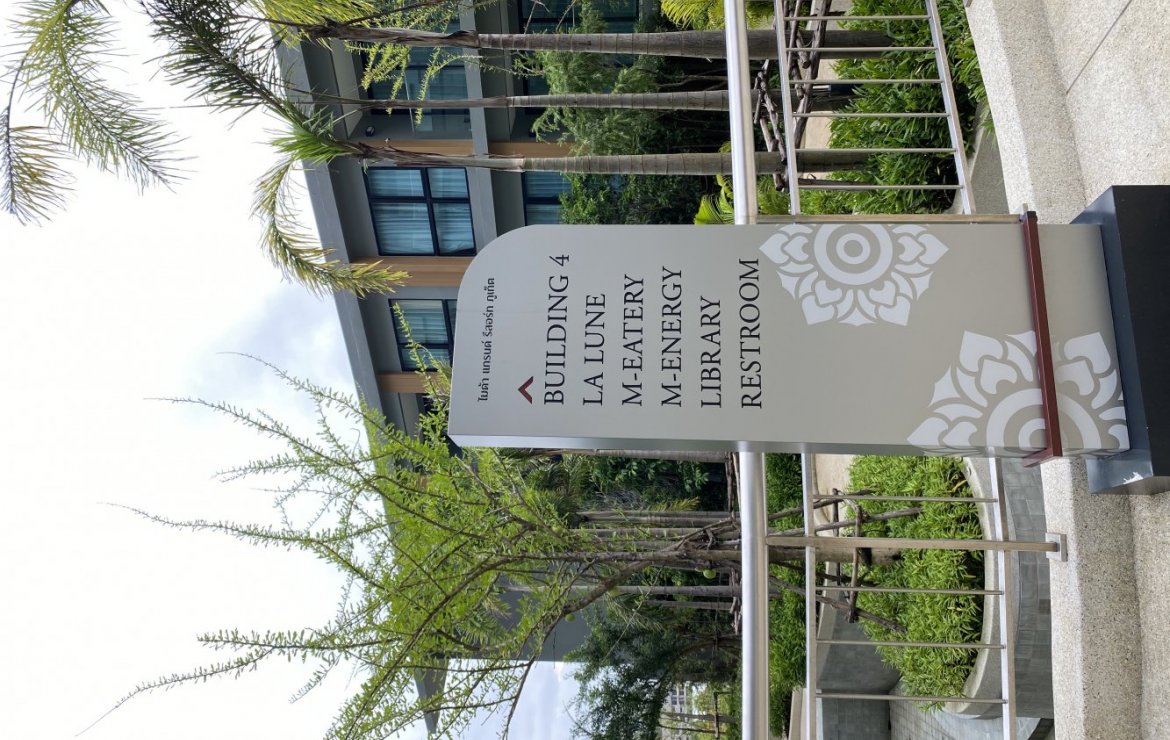 ไมด้า แกรนด์ รีสอร์ท ภูเก็ต
BUILDING 4
LA LUNE
M-EATERY
M-ENERGY
LIBRARY
RESTROOM